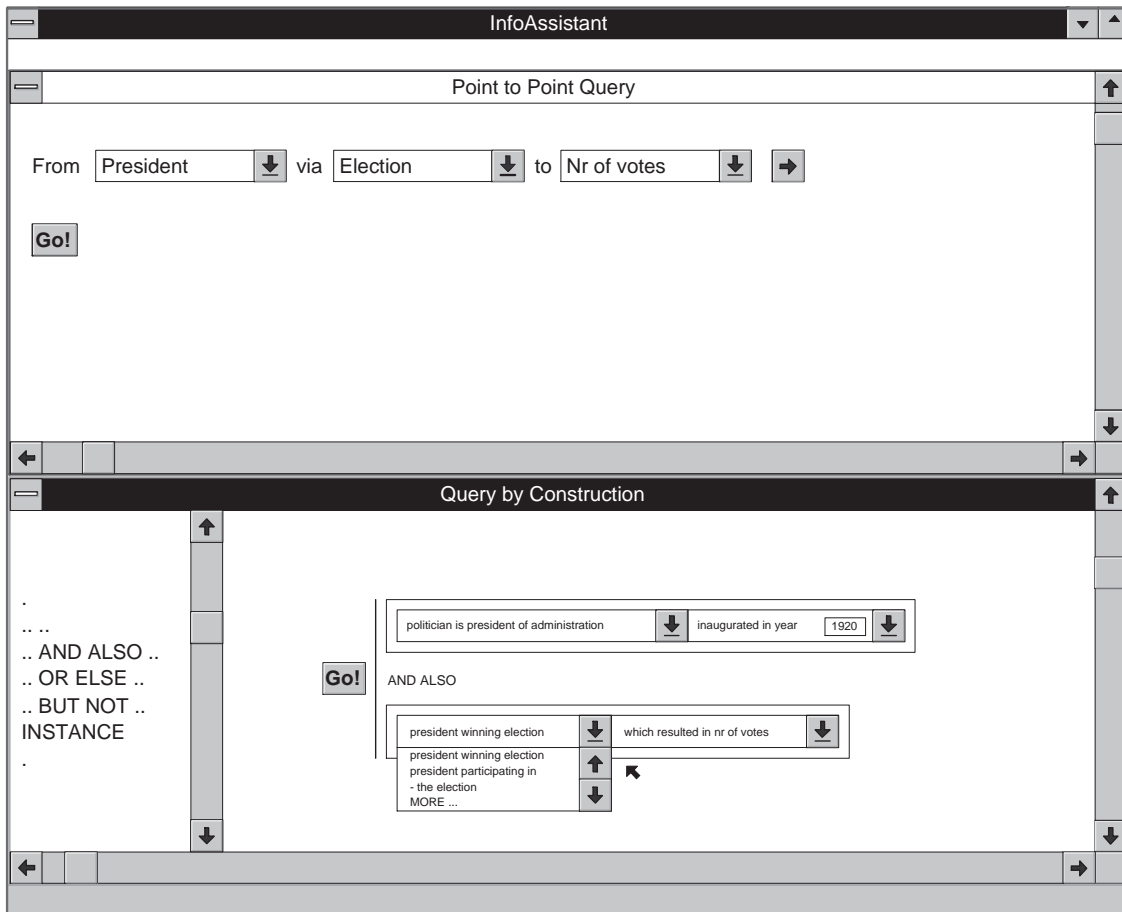 InfoAssistant
Point to Point Query
From President via Election to Nr of votes
Go!
Query by Construction
.
.. ..
.. AND ALSO ..
.. OR ELSE ..
.. BUT NOT ..
INSTANCE
.
politician is president of administration inaugurated in year 1920
Go! AND ALSO
president winning election which resulted in nr of votes
president winning election
president participating in
- the election
MORE ...